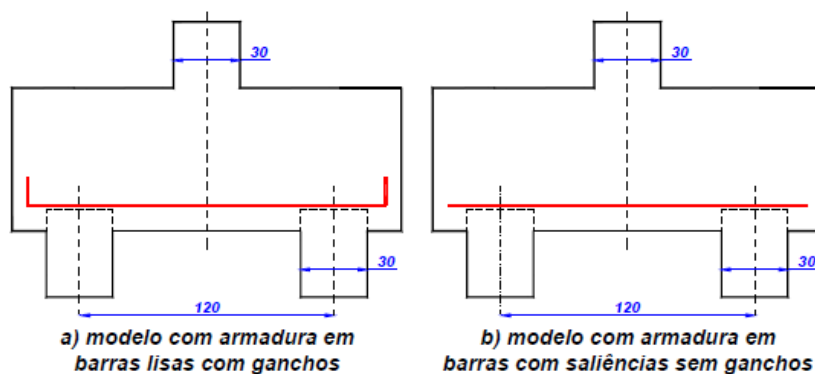 30
30
30
30
120
120
a) modelo com armadura em
barras lisas com ganchos
b) modelo com armadura em
barras com saliências sem ganchos